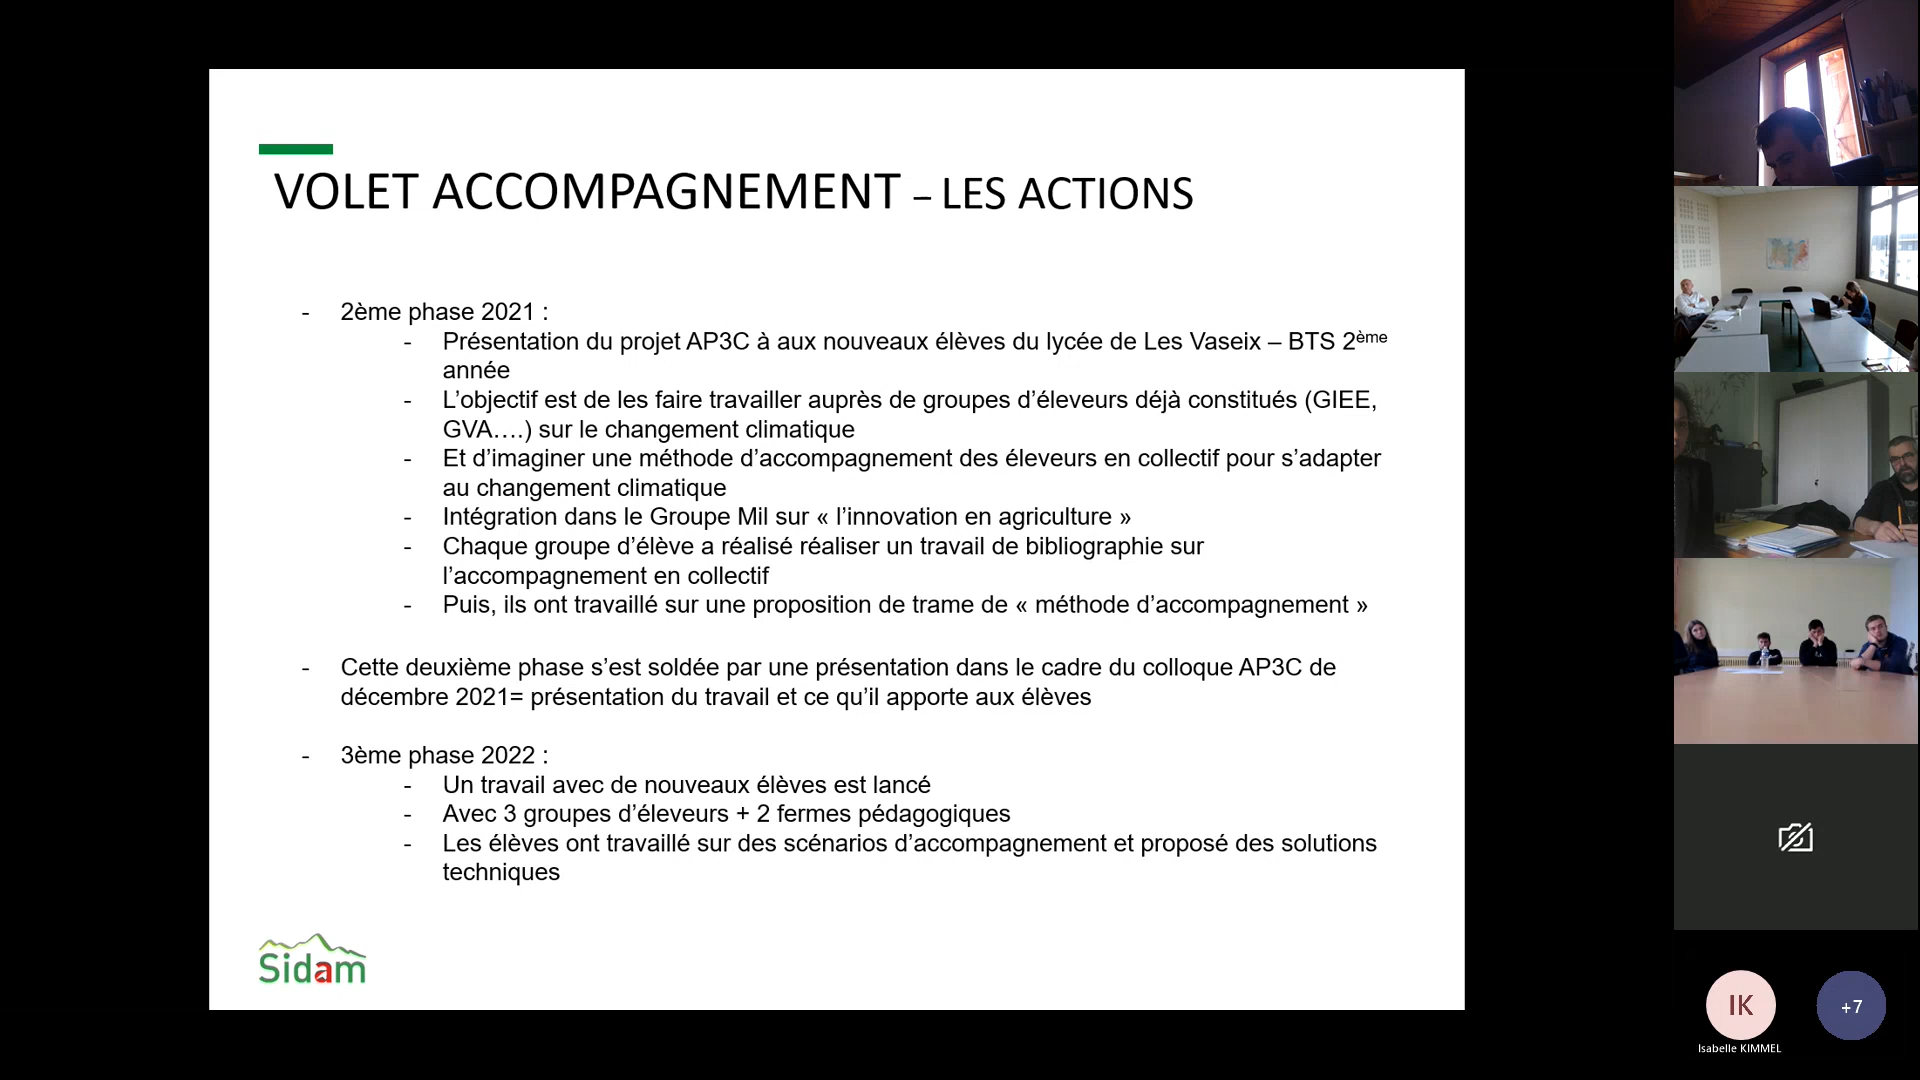 VOLET ACCOMPAGNEMENT – LES ACTIONS
- 2ème phase 2021 :
- Présentation du projet AP3C à aux nouveaux élèves du lycée de Les Vaseix – BTS 2ème
année
- L’objectif est de les faire travailler auprès de groupes d’éleveurs déjà constitués (GIEE,
GVA….) sur le changement climatique
- Et d’imaginer une méthode d’accompagnement des éleveurs en collectif pour s’adapter
au changement climatique
- Intégration dans le Groupe Mil sur « l’innovation en agriculture »
- Chaque groupe d’élève a réalisé réaliser un travail de bibliographie sur
l’accompagnement en collectif
- Puis, ils ont travaillé sur une proposition de trame de « méthode d’accompagnement »
- Cette deuxième phase s’est soldée par une présentation dans le cadre du colloque AP3C de
décembre 2021= présentation du travail et ce qu’il apporte aux élèves
- 3ème phase 2022 :
- Un travail avec de nouveaux élèves est lancé
- Avec 3 groupes d’éleveurs + 2 fermes pédagogiques
- Les élèves ont travaillé sur des scénarios d’accompagnement et proposé des solutions
techniques
Sidam
IK
+7
Isabelle KIMMEL